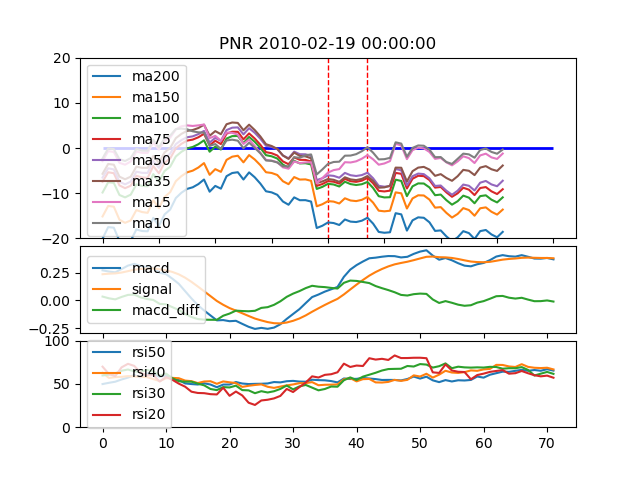 PNR 2010-02-19 00:00:00
20
10
0
−10
−20
ma200
ma150
ma100
ma75
ma50
ma35
ma15
ma10
0.25
0.00
−0.25
macd
signal
macd_diff
100
50
0
rsi50
rsi40
rsi30
rsi20
0 10 20 30 40 50 60 70